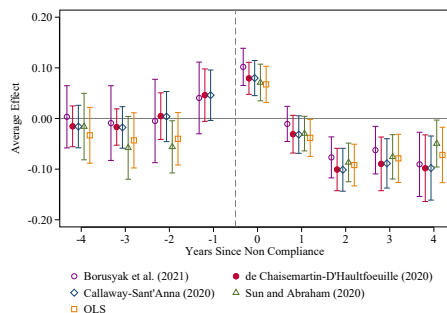 Average Effect
0.20
0.10
0.00
-0.10
-0.20
-4 -3 -2 -1 0 1 2 3 4
Years Since Non Compliance
Borusyak et al. (2021) de Chaisemartin-D'Haultfoeuille (2020)
Callaway-Sant'Anna (2020) Sun and Abraham (2020)
OLS